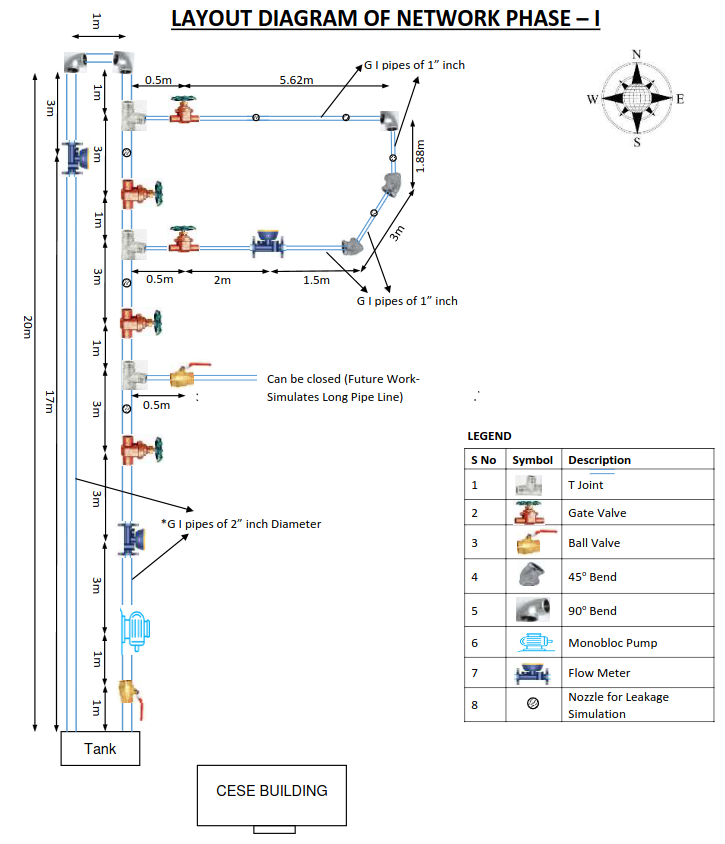 LAYOUT DIAGRAM OF NETWORK PHASE – I
1m
G I pipes of 1” inch
0.5m
5.62m
N
W
E
S
3m
1m
3m
1.88m
1m
3m
0.5m
2m
1.5m
3m
G I pipes of 1” inch
20m
17m
1m
Can be closed (Future Work-
Simulates Long Pipe Line)
0.5m
:
3m
3m
*G I pipes of 2” inch Diameter
3m
1m
1m
Tank
CESE BUILDING
LEGEND
S No Symbol Description
1 T Joint
2 Gate Valve
3 Ball Valve
4 45° Bend
5 90° Bend
6 Monobloc Pump
7 Flow Meter
8 Nozzle for Leakage
Simulation